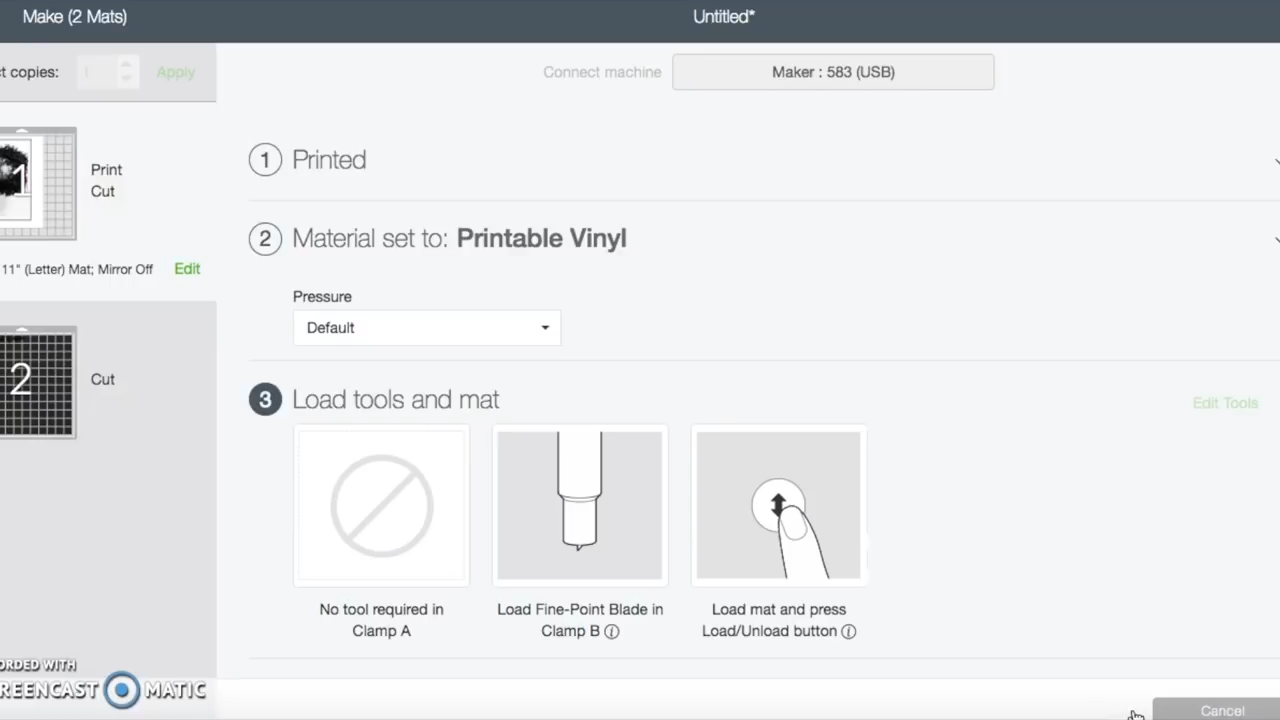 Make (2 Mats)
Untitled*
t copies:
1
Apply
Connect machine
Maker : 583 (USB)
1
Print
Cut
11" (Letter) Mat; Mirror Off
Edit
2
Cut
1 Printed
2 Material set to: Printable Vinyl
Pressure
Default
3 Load tools and mat
Edit Tools
No tool required in
Clamp A
Load Fine-Point Blade in
Clamp B
Load mat and press
Load/Unload button
ORDED WITH
REENCAST MATIC
Cancel